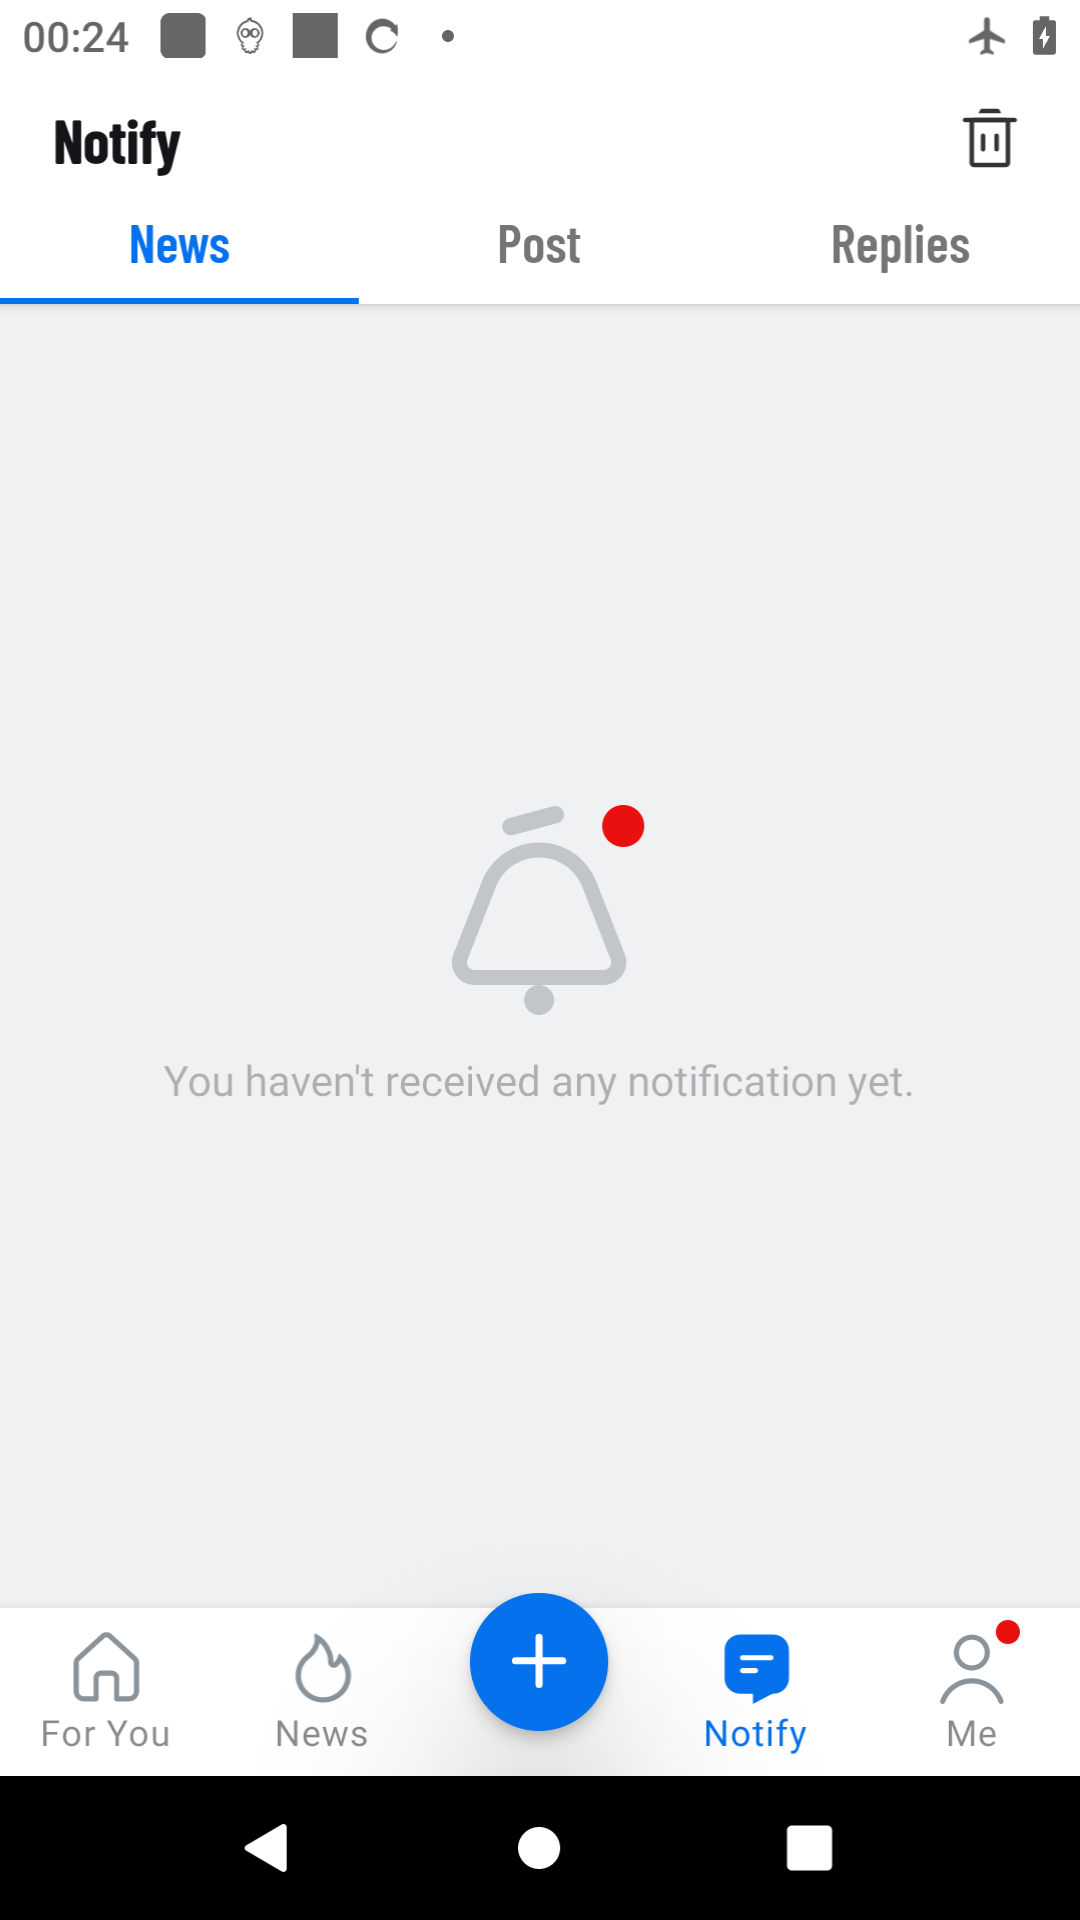 00:24
Notify
News
Post
Replies
You haven't received any notification yet.
For You
News
Notify
Me